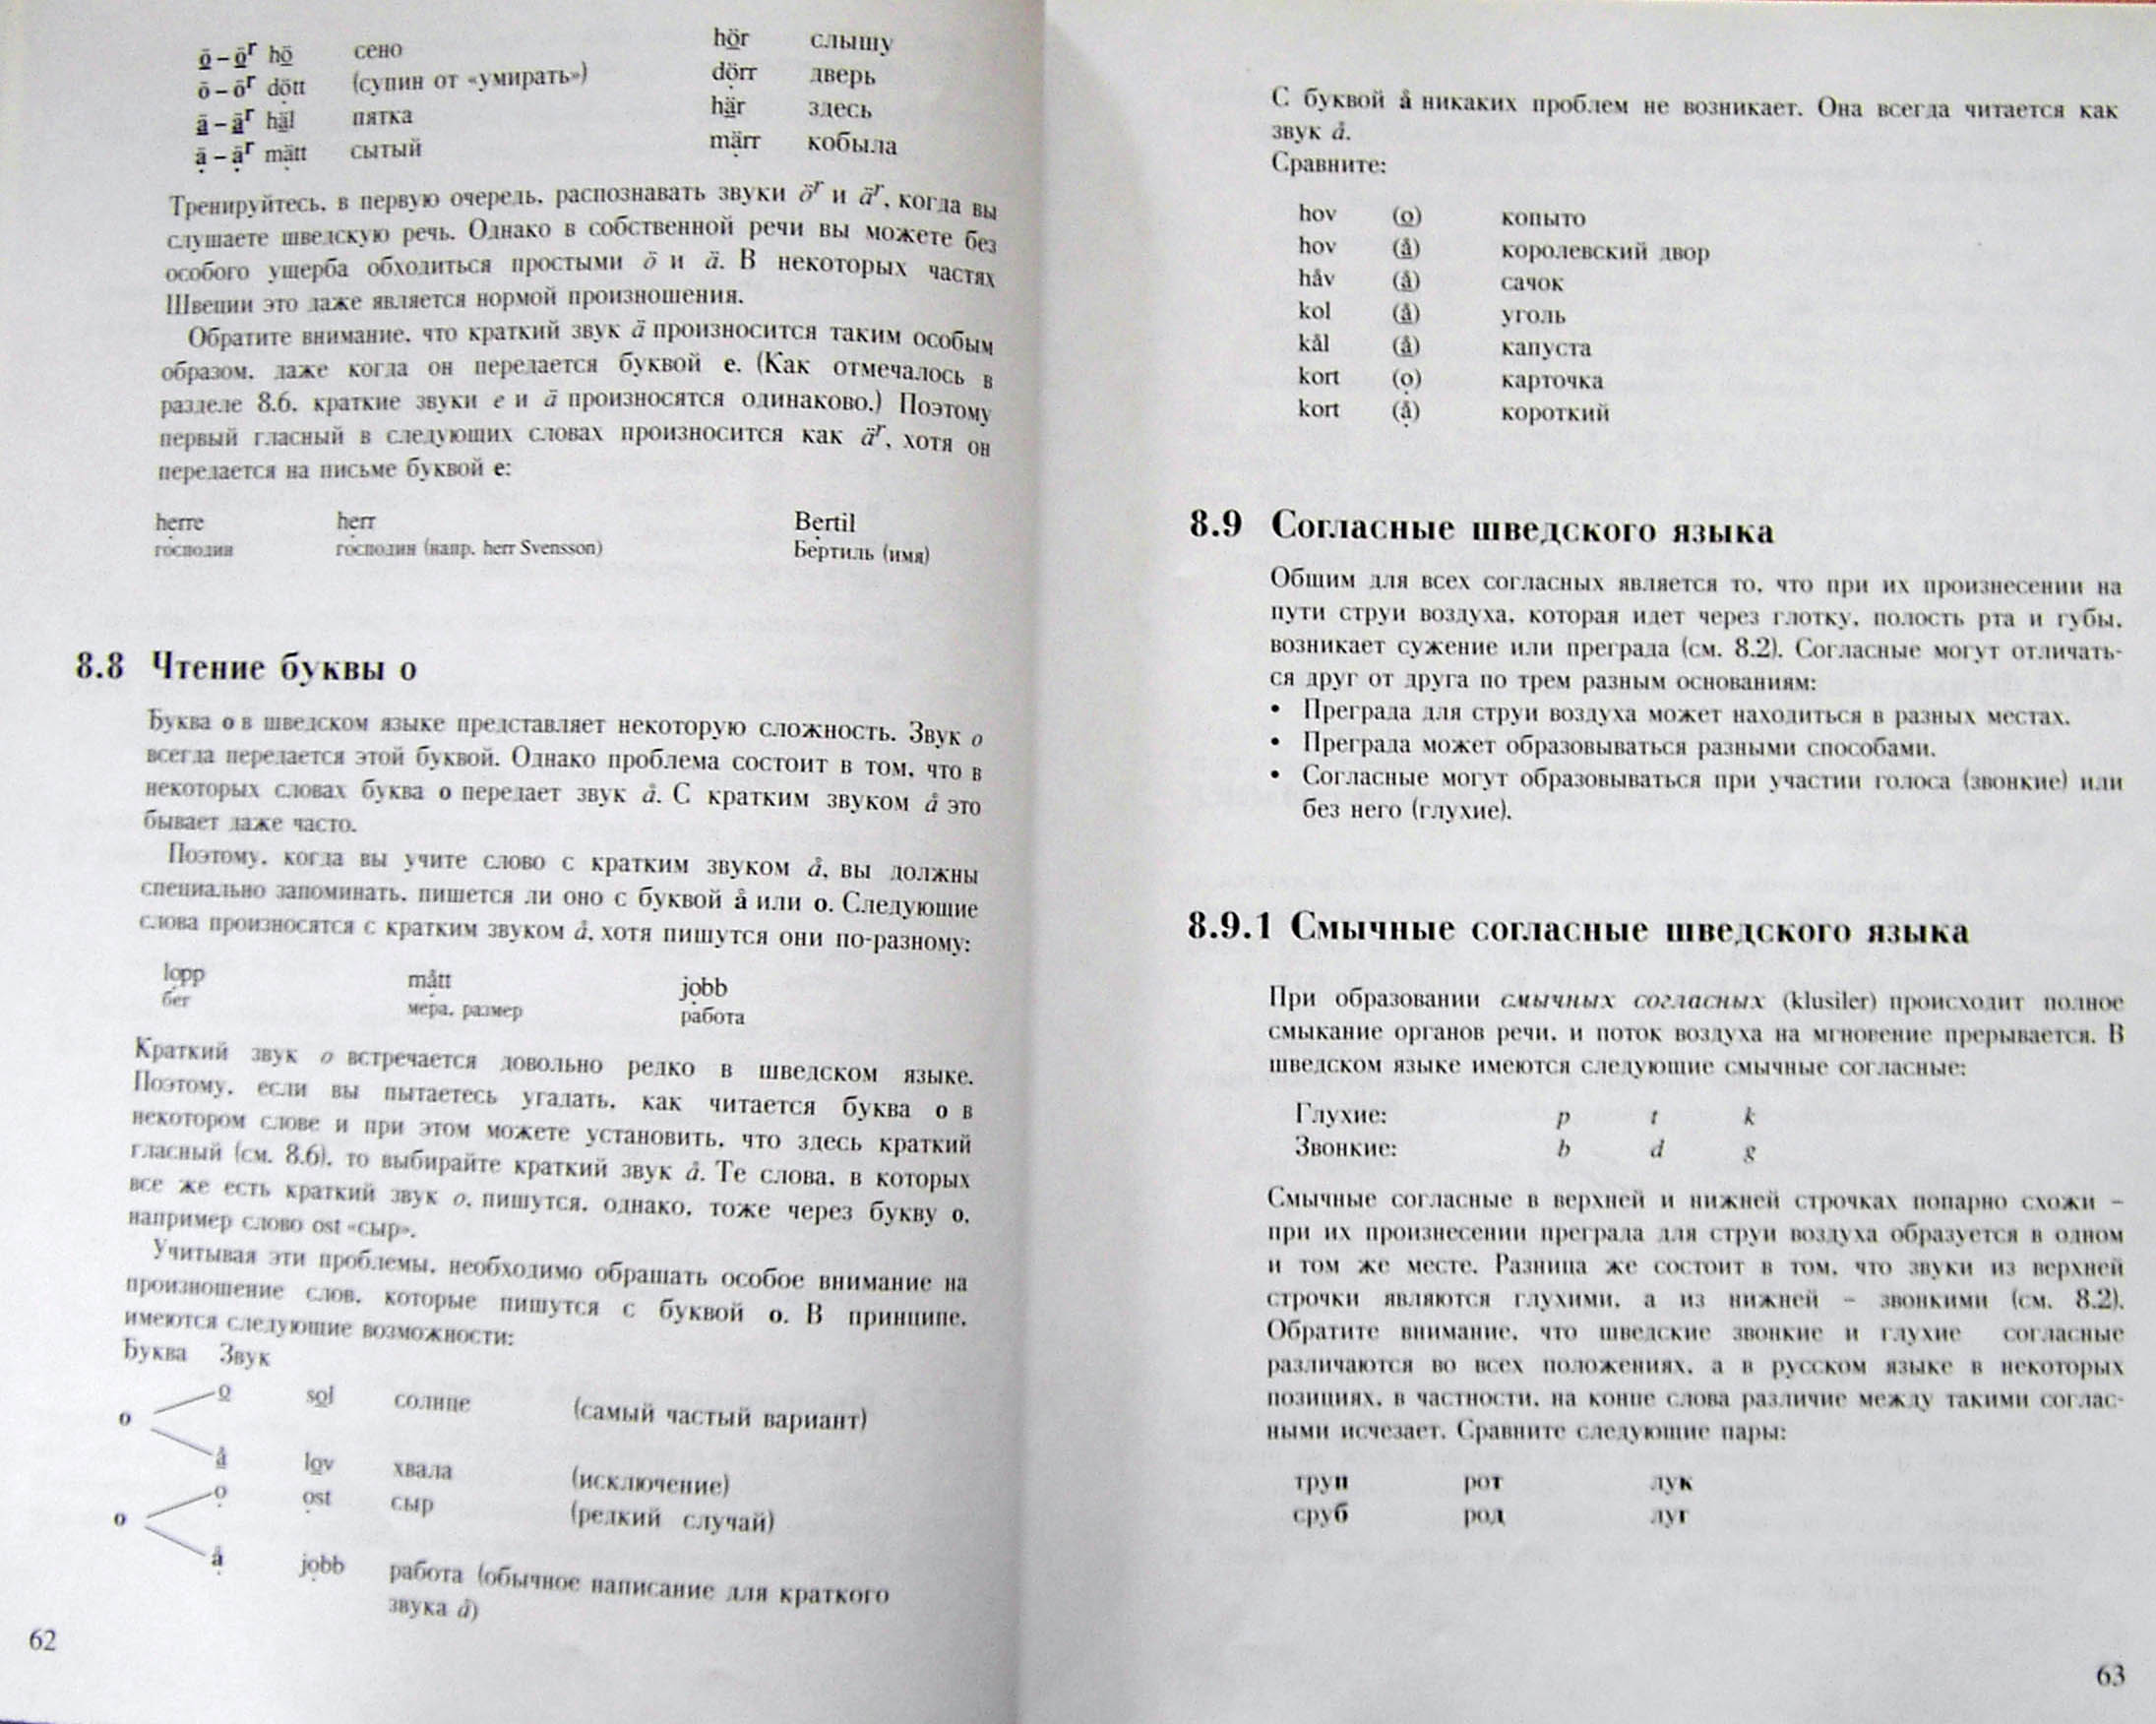 ö – öʳ hö сено hör слышу
ö – öʳ dött (супин от «умирать») dörr дверь
ä – äʳ häl пятка här здесь
ä – äʳ mätt сытый märr кобыла
Тренируйтесь, в первую очередь, распознавать звуки öʳ и äʳ, когда вы
слушаете шведскую речь. Однако в собственной речи вы можете без
особого ущерба обходиться простыми ö и ä. В некоторых частях
Швеции это даже является нормой произношения.
Обратите внимание, что краткий звук ä произносится таким особым
образом, даже когда он передается буквой e. (Как отмечалось в
разделе 8.6, краткие звуки e и ä произносятся одинаково.) Поэтому
первый гласный в следующих словах произносится как äʳ, хотя он
передается на письме буквой e:
hẹrre hẹrr Bẹrtil
господин господин (напр. herr Svensson) Бертиль (имя)
8.8 Чтение буквы o
Буква o в шведском языке представляет некоторую сложность. Звук o
всегда передается этой буквой. Однако проблема состоит в том, что в
некоторых словах буква o передает звук å. С кратким звуком å это
бывает даже часто.
Поэтому, когда вы учите слово с кратким звуком å, вы должны
специально запоминать, пишется ли оно с буквой å или o. Следующие
слова произносятся с кратким звуком å, хотя пишутся они по-разному:
lọpp mạ̊tt jọbb
бег мера, размер работа
Краткий звук o встречается довольно редко в шведском языке.
Поэтому, если вы пытаетесь угадать, как читается буква o в
некотором слове и при этом можете установить, что здесь краткий
гласный (см. 8.6), то выбирайте краткий звук å. Те слова, в которых
все же есть краткий звук o, пишутся, однако, тоже через букву o,
например слово ost «сыр».
Учитывая эти проблемы, необходимо обращать особое внимание на
произношение слов, которые пишутся с буквой o. В принципе,
имеются следующие возможности:
Буква Звук
o̲ so̲l солнце (самый частый вариант)
o
å̲ lo̲v хвала (исключение)
ọ ọst сыр (редкий случай)
o
ạ̊ jọbb работа (обычное написание для краткого
звука å)
62
С буквой å никаких проблем не возникает. Она всегда читается как
звук å.
Сравните:
hov (o̲) копыто
hov (å̲) королевский двор
håv (å̲) сачок
kol (å̲) уголь
kål (å̲) капуста
kort (ọ) карточка
kort (ạ̊) короткий
8.9 Согласные шведского языка
Общим для всех согласных является то, что при их произнесении на
пути струи воздуха, которая идет через глотку, полость рта и губы,
возникает сужение или преграда (см. 8.2). Согласные могут отличать-
ся друг от друга по трем разным основаниям:
• Преграда для струи воздуха может находиться в разных местах.
• Преграда может образовываться разными способами.
• Согласные могут образовываться при участии голоса (звонкие) или
без него (глухие).
8.9.1 Смычные согласные шведского языка
При образовании смычных согласных (klusiler) происходит полное
смыкание органов речи, и поток воздуха на мгновение прерывается. В
шведском языке имеются следующие смычные согласные:
Глухие: p t k
Звонкие: b d g
Смычные согласные в верхней и нижней строчках попарно схожи –
при их произнесении преграда для струи воздуха образуется в одном
и том же месте. Разница же состоит в том, что звуки из верхней
строчки являются глухими, а из нижней – звонкими (см. 8.2).
Обратите внимание, что шведские звонкие и глухие согласные
различаются во всех положениях, а в русском языке в некоторых
позициях, в частности, на конце слова различие между такими соглас-
ными исчезает. Сравните следующие пары:
труп рот лук
сруб род луг
63